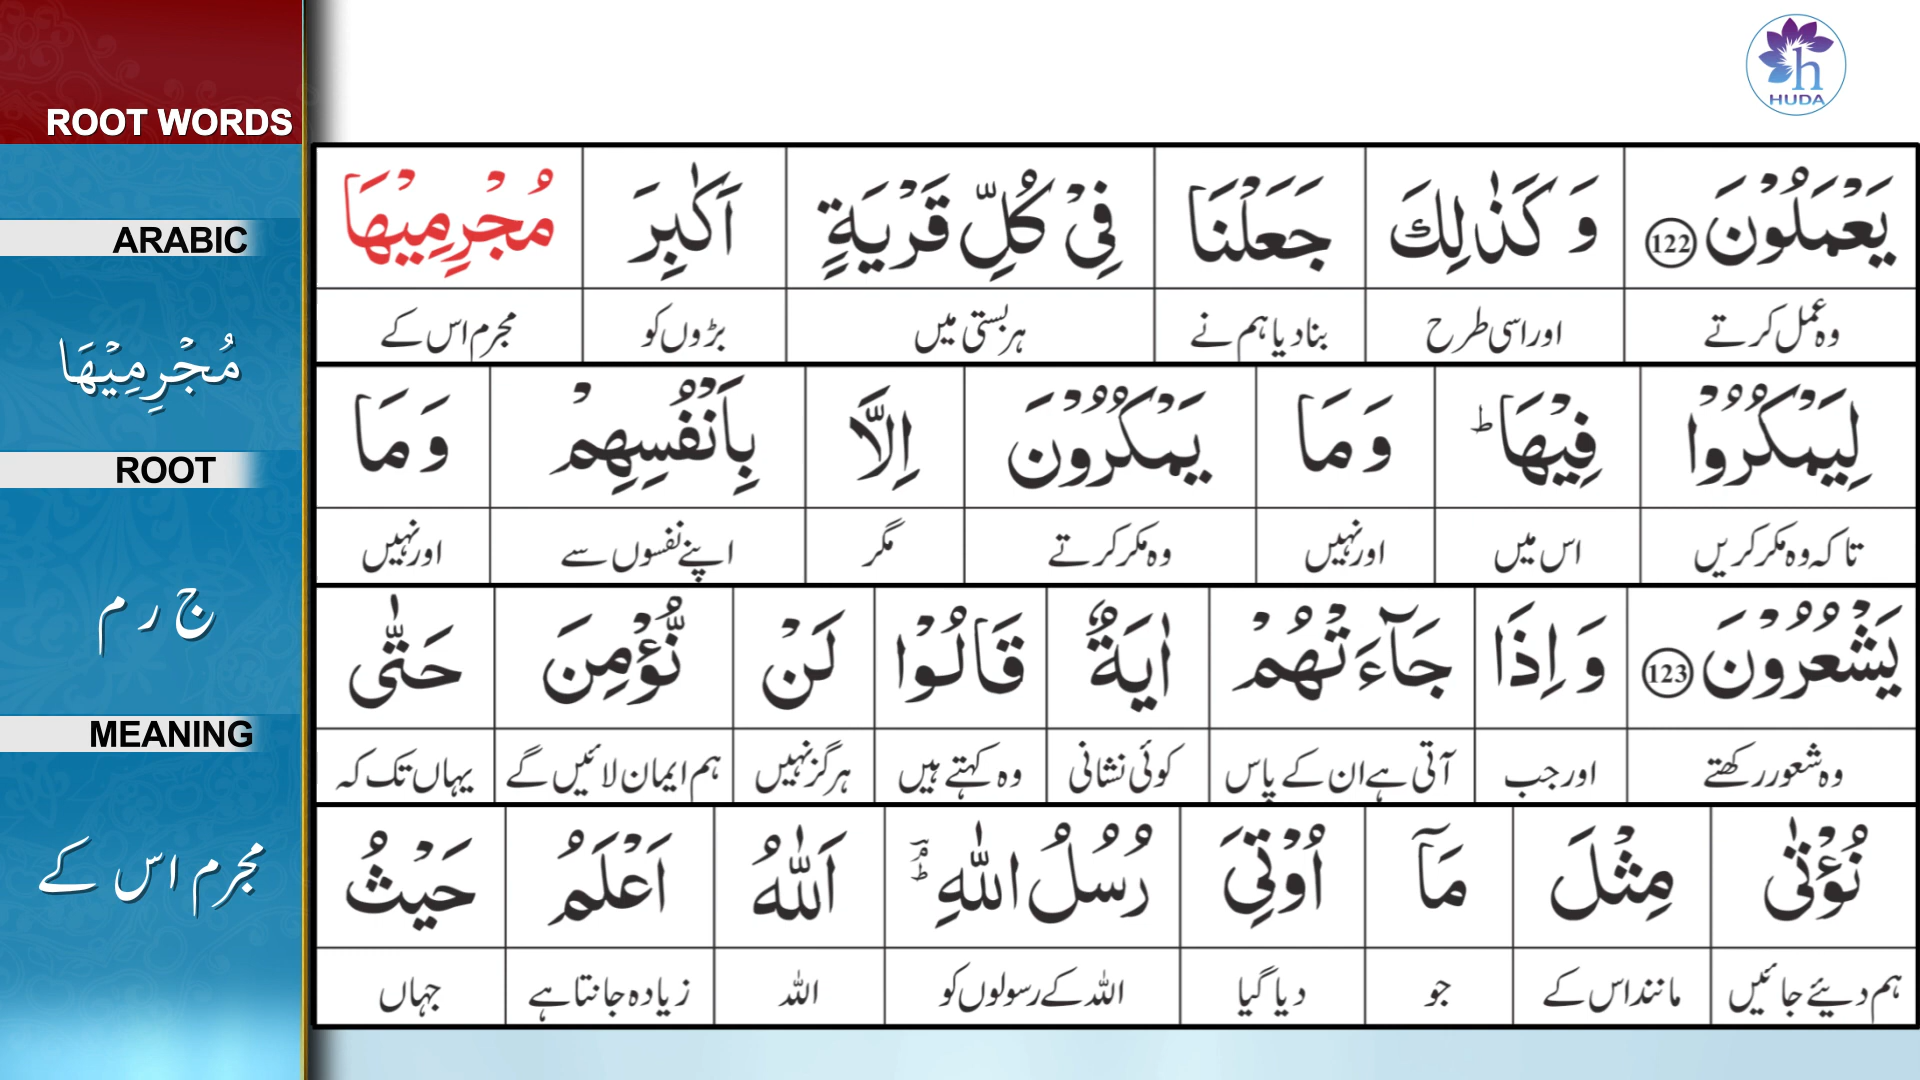 HUDA
ROOT WORDS
ARABIC
مُجْرِمِيْهَا
ROOT
ج ر م
MEANING
مجرم اس کے
يَعْمَلُوْنَ 122 وَ كَذٰلِكَ جَعَلْنَا فِيْ كُلِّ قَرْيَةٍ اَكٰبِرَ مُجْرِمِيْهَا
وہ عمل کرتے اور اسی طرح بنا دیا ہم نے ہر بستی میں بڑوں کو مجرم اس کے
لِيَمْكُرُوْا فِيْهَا ؕ وَ مَا يَمْكُرُوْنَ اِلَّا بِاَنْفُسِهِمْ وَ مَا
تا کہ وہ مکر کریں اس میں اور نہیں وہ مکر کرتے مگر اپنے نفسوں سے اور نہیں
يَشْعُرُوْنَ 123 وَ اِذَا جَآءَتْهُمْ اٰيَةٌ قَالُوْا لَنْ نُّؤْمِنَ حَتّٰى
وہ شعور رکھتے اور جب آتی ہے ان کے پاس کوئی نشانی وہ کہتے ہیں ہرگز نہیں ہم ایمان لائیں گے یہاں تک کہ
نُؤْتٰى مِثْلَ مَآ اُوْتِيَ رُسُلُ اللّٰهِ ؕۘ اَللّٰهُ اَعْلَمُ حَيْثُ
ہم دیئے جائیں مانند اس کے جو دیا گیا اللہ کے رسولوں کو اللہ زیادہ جانتا ہے جہاں